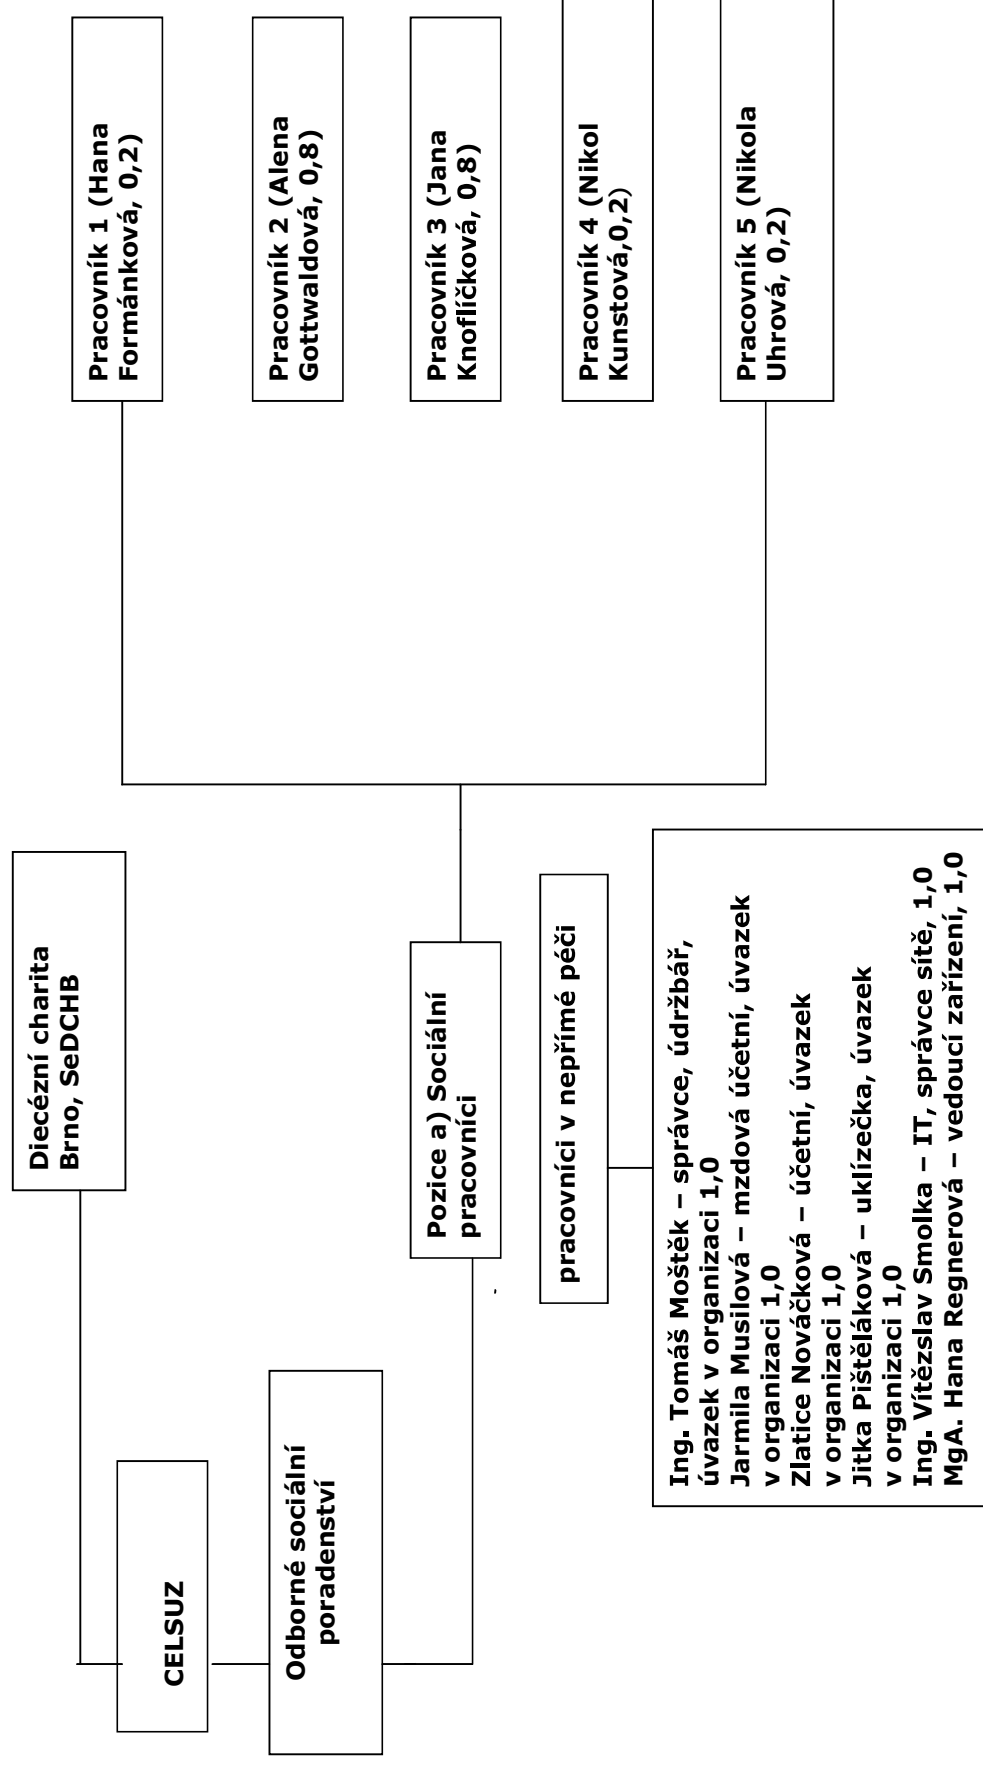 Diecézní charita
Brno, SeDCHB
CELSUZ
Odborné sociální
poradenství
Pozice a) Sociální
pracovníci
Pracovník 1 (Hana
Formánková, 0,2)
Pracovník 2 (Alena
Gottwaldová, 0,8)
Pracovník 3 (Jana
Knoflíčková, 0,8)
Pracovník 4 (Nikol
Kunstová,0,2)
Pracovník 5 (Nikola
Uhrová, 0,2)
pracovníci v nepřímé péči
Ing. Tomáš Moštěk – správce, údržbář,
úvazek v organizaci 1,0
Jarmila Musilová – mzdová účetní, úvazek
v organizaci 1,0
Zlatice Nováčková – účetní, úvazek
v organizaci 1,0
Jitka Pištěláková – uklízečka, úvazek
v organizaci 1,0
Ing. Vítězslav Smolka – IT, správce sítě, 1,0
MgA. Hana Regnerová – vedoucí zařízení, 1,0